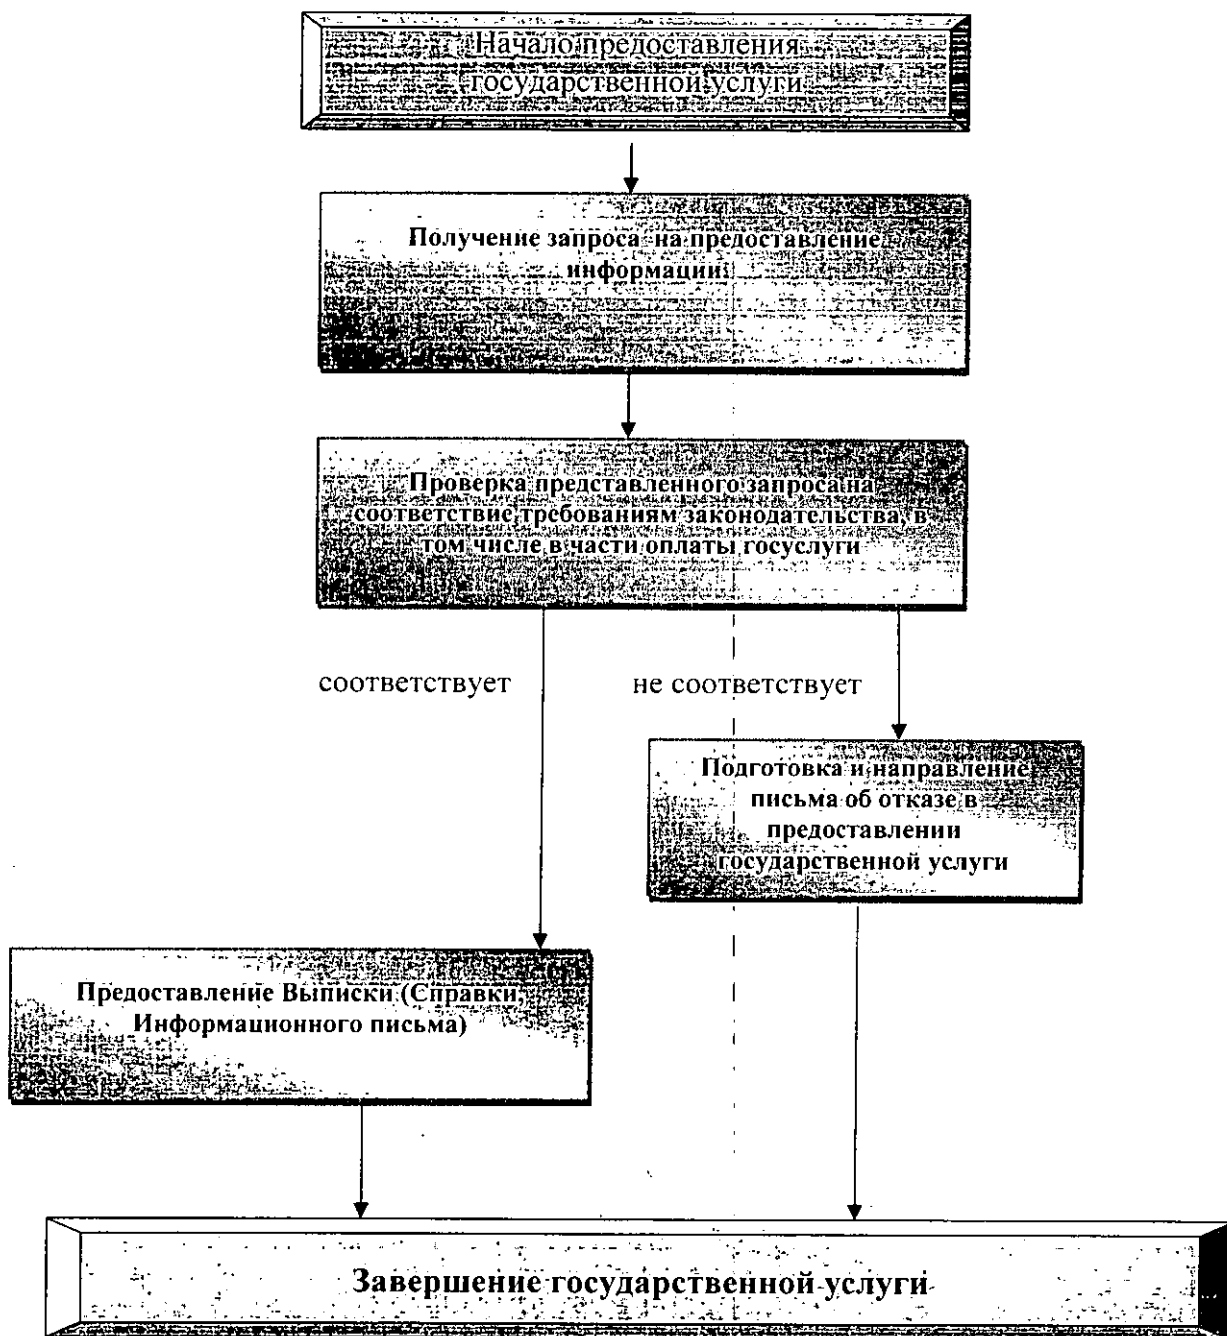 Начало предоставления
государственной услуги
Получение запроса на предоставление
информации
Проверка представленного запроса на
соответствие требованиям законодательства, в
том числе в части оплаты госуслуги
соответствует
не соответствует
Подготовка и направление
письма об отказе в
предоставлении
государственной услуги
Предоставление Выписки (Справки,
Информационного письма)
Завершение государственной услуги